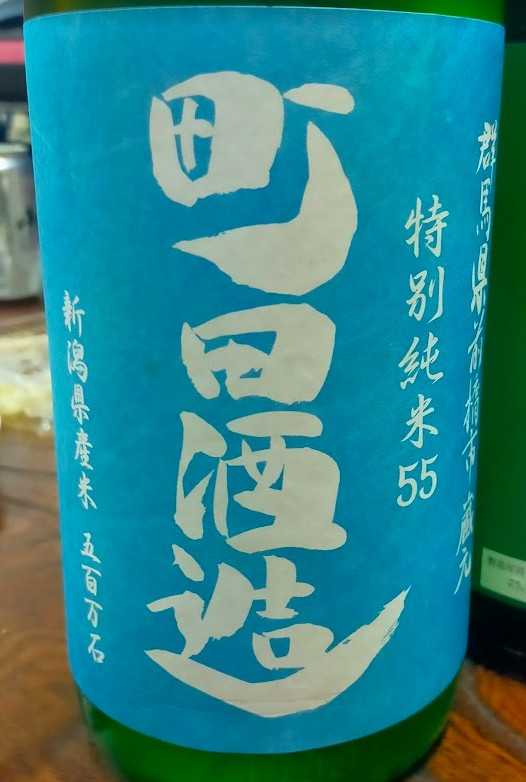 群馬県前橋市 蔵元
特別純米55
町田酒造
新潟県産米 五百万石